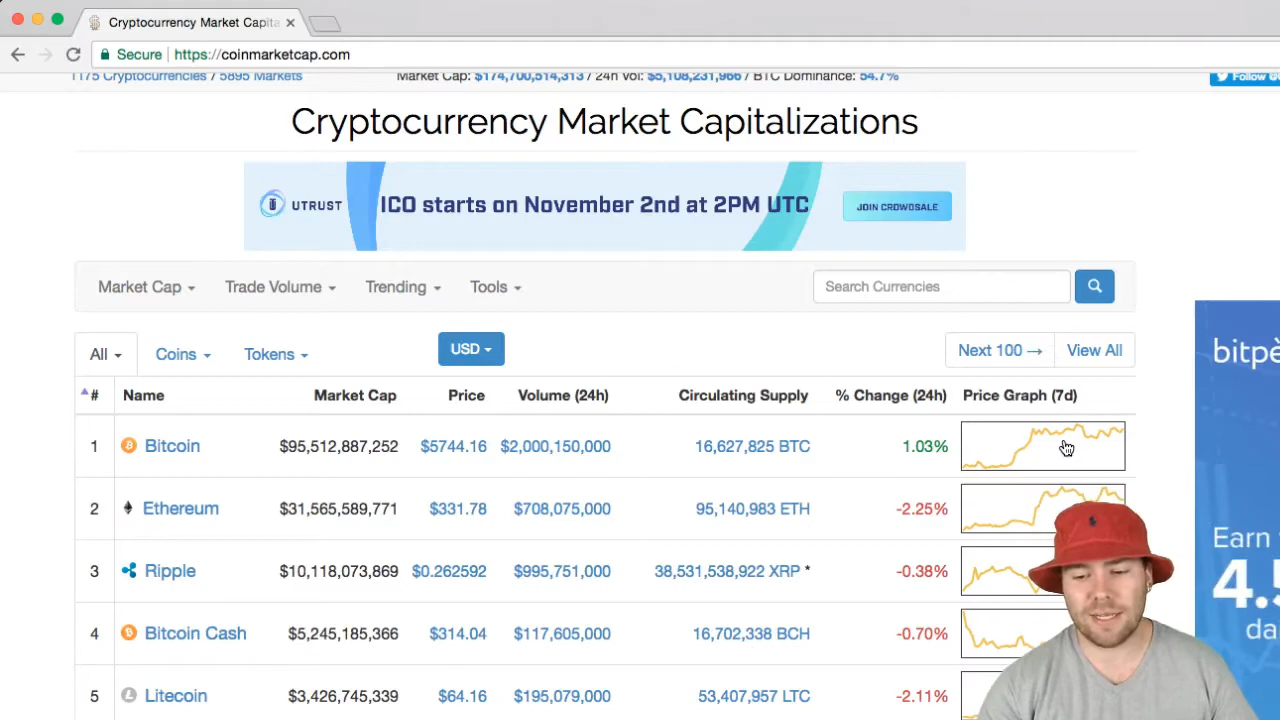 Cryptocurrency Market Capita
Secure https://coinmarketcap.com
1175 Cryptocurrencies / 5895 Markets Market Cap: $174,700,514,313 / 24h Vol: $5,108,231,966 / BTC Dominance: 54.7% Follow
Cryptocurrency Market Capitalizations
UTRUST ICO starts on November 2nd at 2PM UTC JOIN CROWDSALE
Market Cap Trade Volume Trending Tools Search Currencies
All Coins Tokens USD Next 100 → View All
# Name Market Cap Price Volume (24h) Circulating Supply % Change (24h) Price Graph (7d)
1 Bitcoin $95,512,887,252 $5744.16 $2,000,150,000 16,627,825 BTC 1.03%
2 Ethereum $31,565,589,771 $331.78 $708,075,000 95,140,983 ETH -2.25%
3 Ripple $10,118,073,869 $0.262592 $995,751,000 38,531,538,922 XRP * -0.38%
4 Bitcoin Cash $5,245,185,366 $314.04 $117,605,000 16,702,338 BCH -0.70%
5 Litecoin $3,426,745,339 $64.16 $195,079,000 53,407,957 LTC -2.11%
bitp
Earn
4.
da